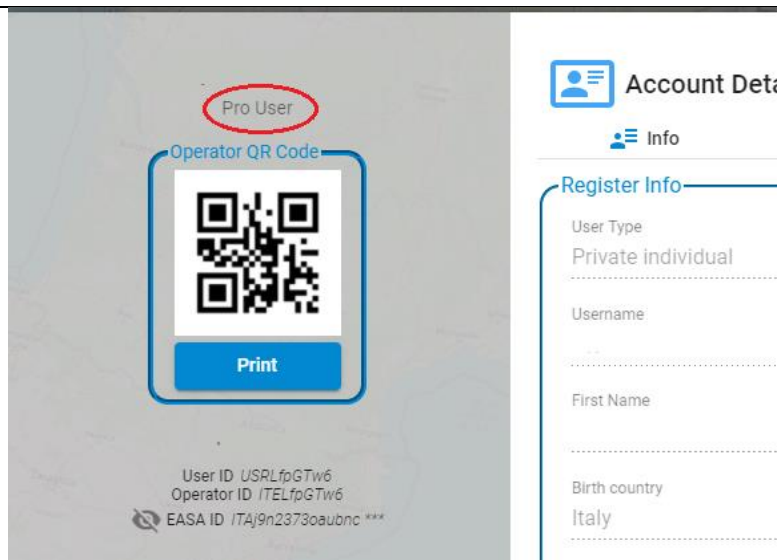 Pro User
Operator QR Code
Print
User ID USRLfpGTw6
Operator ID ITELfpGTw6
EASA ID ITAj9n2373oaubnc ***
Account Deta
Info
Register Info
User Type
Private individual
Username
First Name
Birth country
Italy